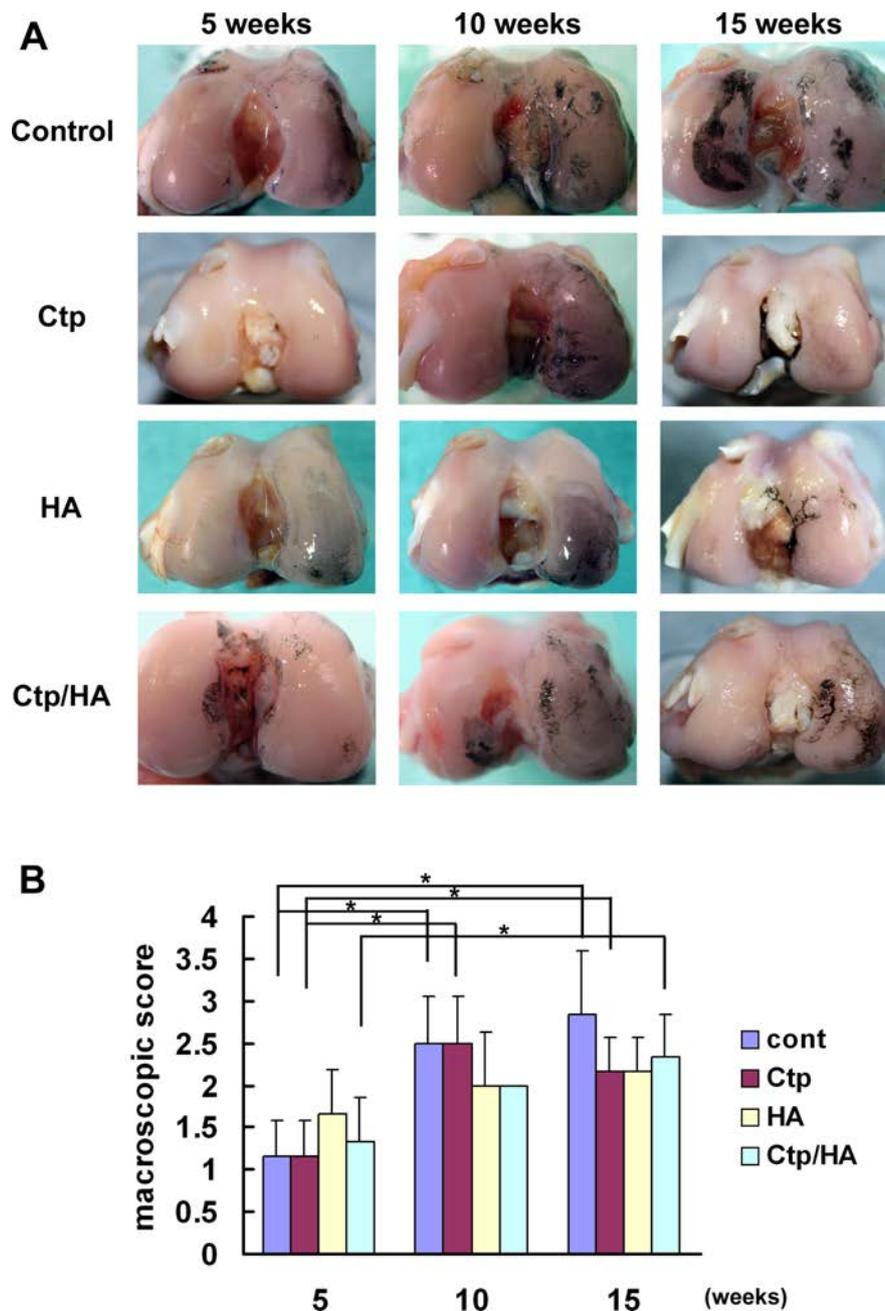 A
5 weeks 10 weeks 15 weeks
Control
Ctp
HA
Ctp/HA
B
* *
* *
*
macroscopic score
4
3.5
3
2.5
2
1.5
1
0.5
0
5 10 15 (weeks)
cont
Ctp
HA
Ctp/HA